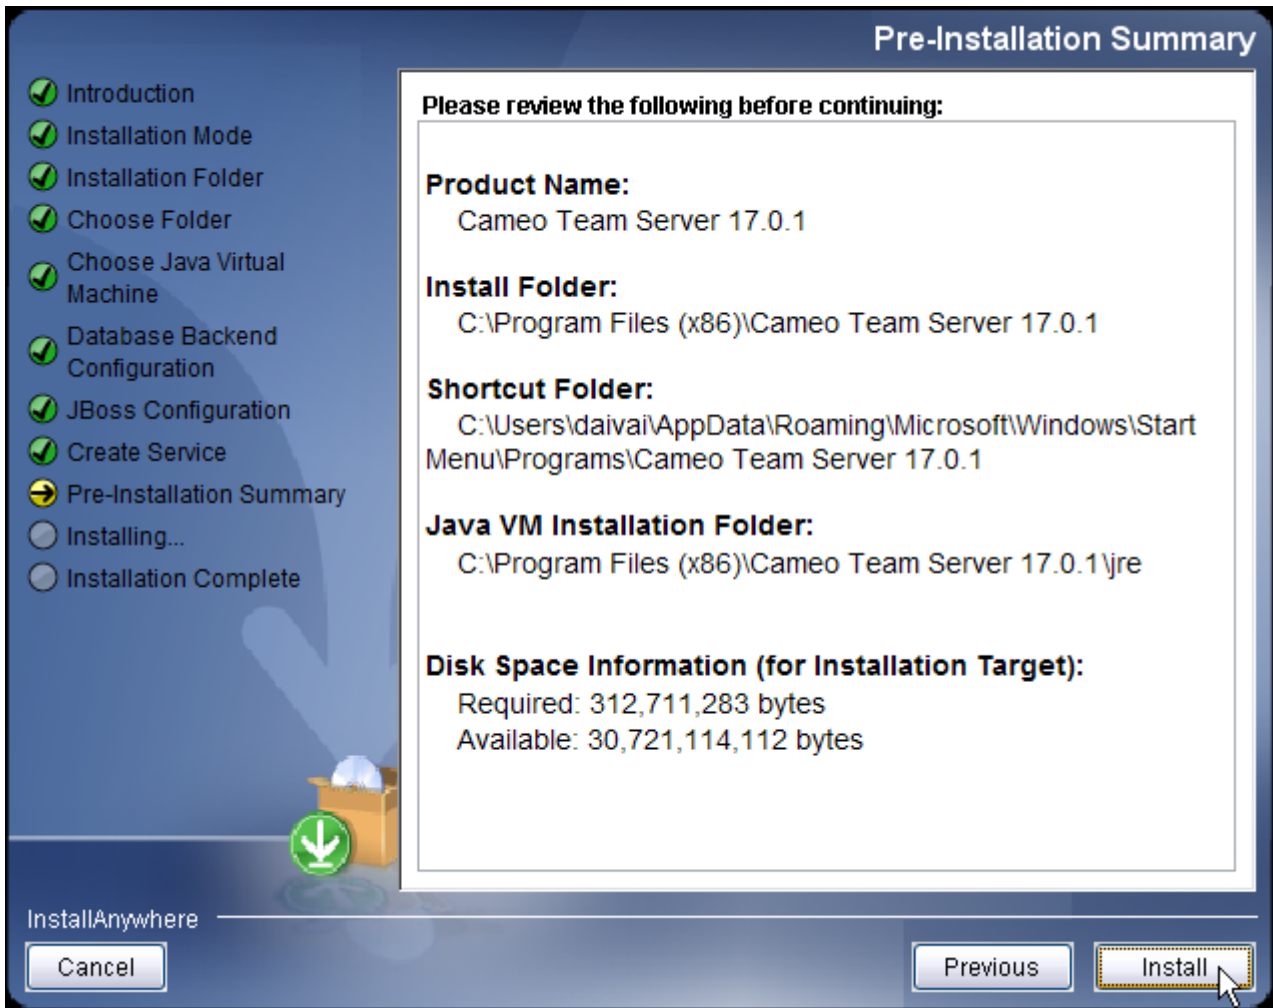 Pre-Installation Summary
Introduction
Installation Mode
Installation Folder
Choose Folder
Choose Java Virtual
Machine
Database Backend
Configuration
JBoss Configuration
Create Service
Pre-Installation Summary
Installing...
Installation Complete
Please review the following before continuing:
Product Name:
Cameo Team Server 17.0.1
Install Folder:
C:\Program Files (x86)\Cameo Team Server 17.0.1
Shortcut Folder:
C:\Users\daivai\AppData\Roaming\Microsoft\Windows\Start
Menu\Programs\Cameo Team Server 17.0.1
Java VM Installation Folder:
C:\Program Files (x86)\Cameo Team Server 17.0.1\jre
Disk Space Information (for Installation Target):
Required: 312,711,283 bytes
Available: 30,721,114,112 bytes
InstallAnywhere
Cancel
Previous
Install